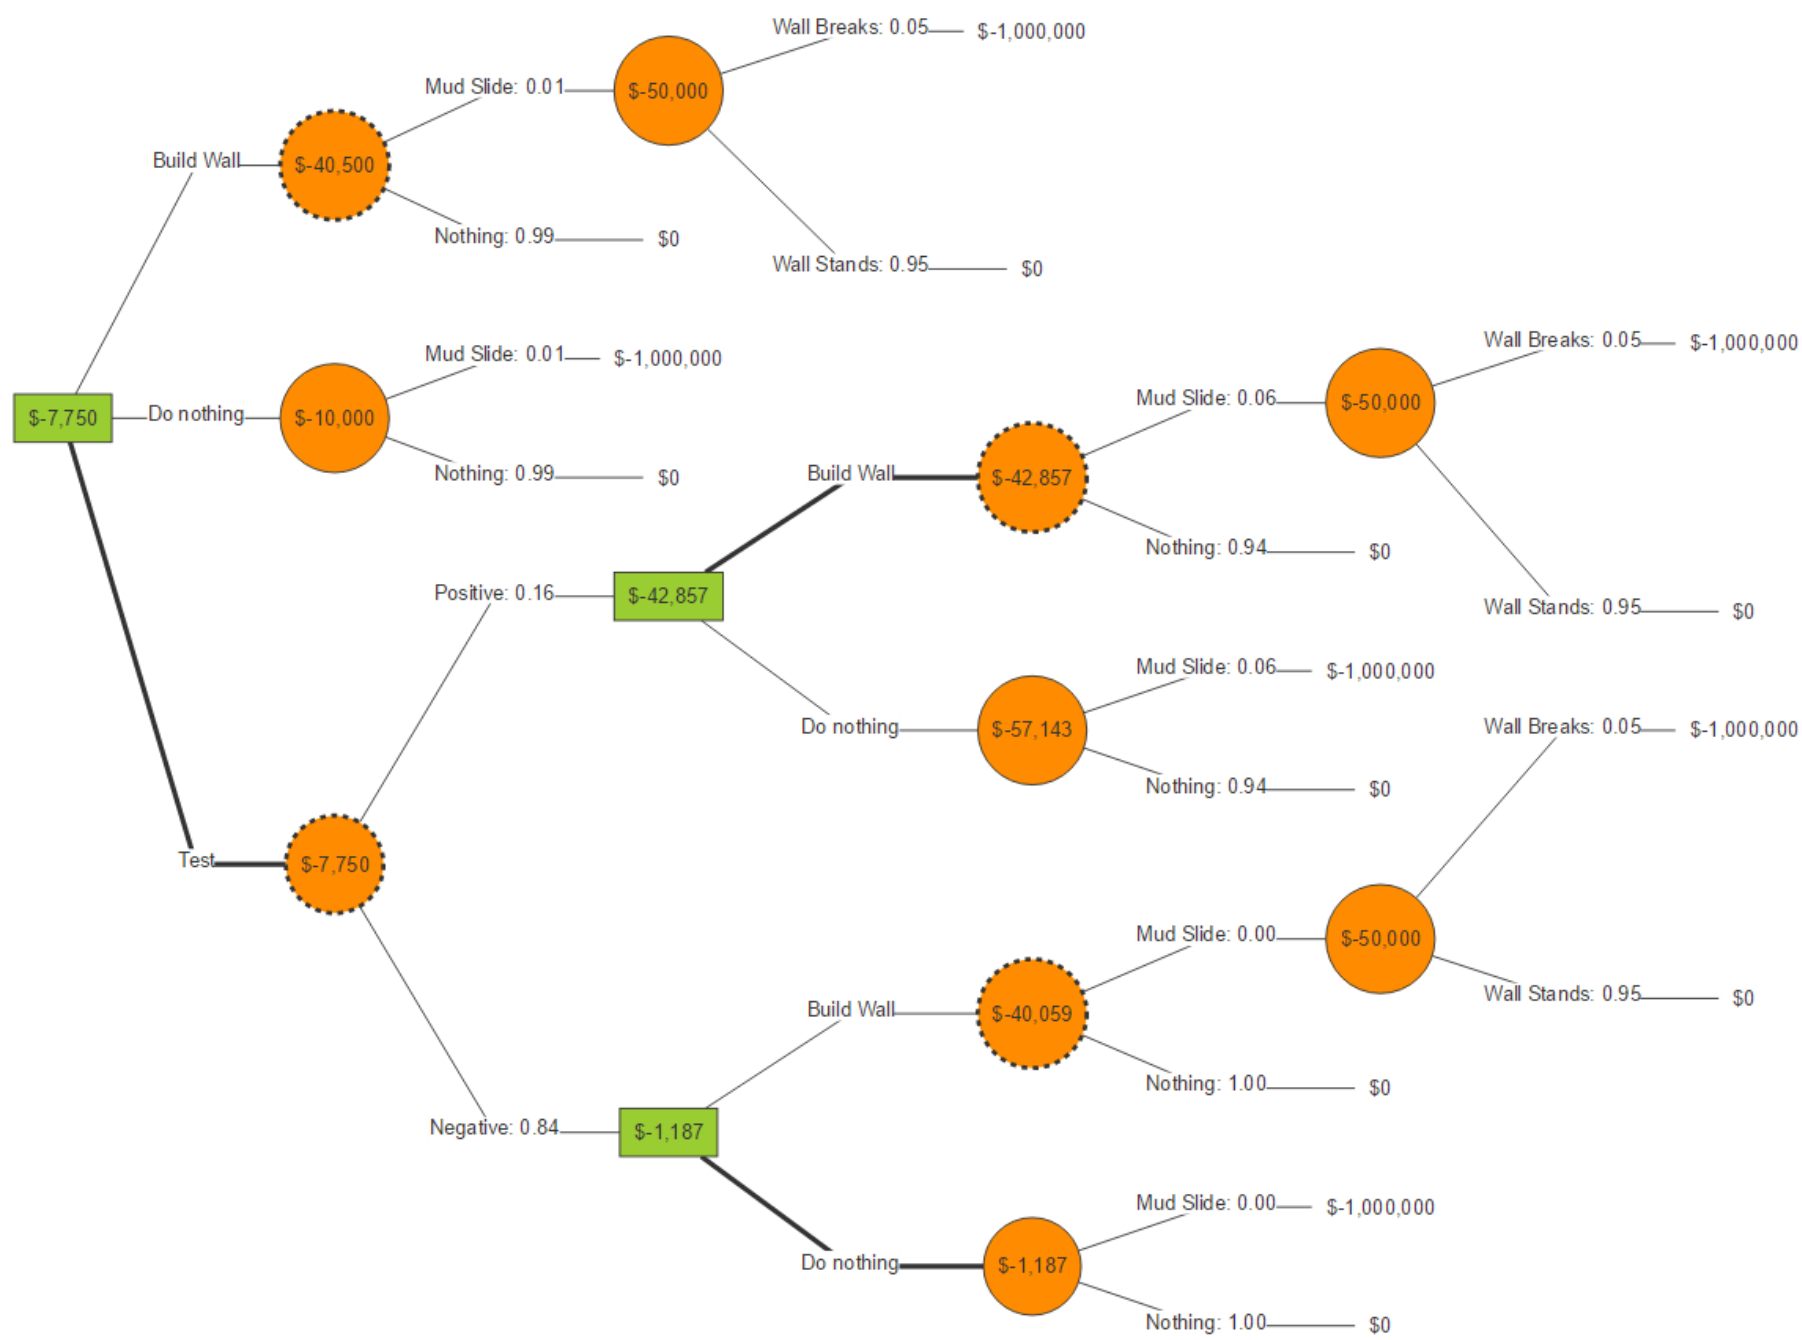 Wall Breaks: 0.05
$-1,000,000
Mud Slide: 0.01
$-50,000
Build Wall
$-40,500
Nothing: 0.99
$0
Wall Stands: 0.95
$0
Mud Slide: 0.01
$-1,000,000
$-7,750
Do nothing
$-10,000
Nothing: 0.99
$0
Wall Breaks: 0.05
$-1,000,000
Mud Slide: 0.06
$-50,000
Build Wall
$-42,857
Nothing: 0.94
$0
Wall Stands: 0.95
$0
Positive: 0.16
$-42,857
Mud Slide: 0.06
$-1,000,000
Do nothing
$-57,143
Nothing: 0.94
$0
Test
$-7,750
Wall Breaks: 0.05
$-1,000,000
Mud Slide: 0.00
$-50,000
Wall Stands: 0.95
$0
Build Wall
$-40,059
Nothing: 1.00
$0
Negative: 0.84
$-1,187
Mud Slide: 0.00
$-1,000,000
Do nothing
$-1,187
Nothing: 1.00
$0